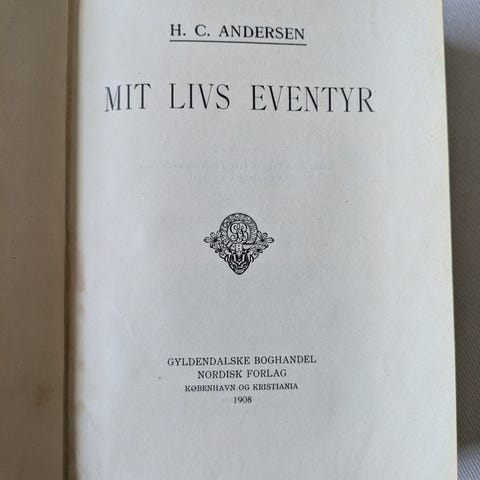 H. C. ANDERSEN
MIT LIVS EVENTYR
GYLDENDALSKE BOGHANDEL
NORDISK FORLAG
KØBENHAVN OG KRISTIANIA
1908